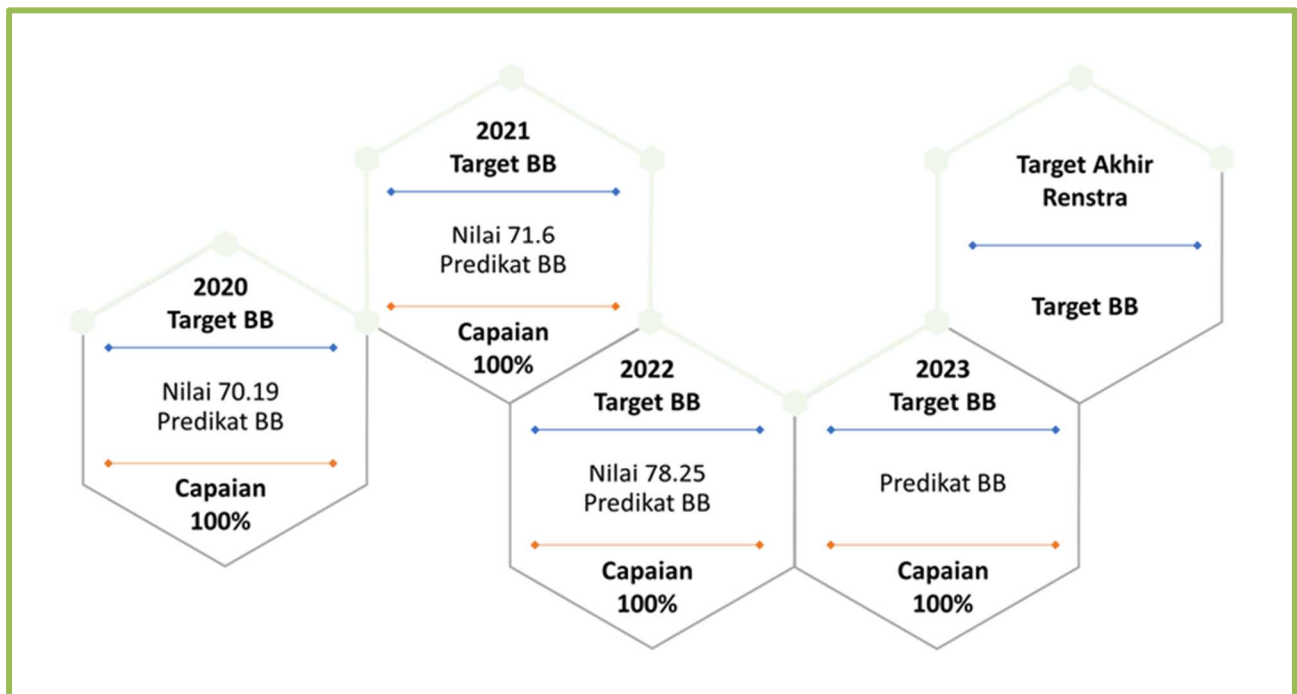 2020
Target BB
Nilai 70.19
Predikat BB
Capaian
100%
2021
Target BB
Nilai 71.6
Predikat BB
Capaian
100%
2022
Target BB
Nilai 78.25
Predikat BB
Capaian
100%
2023
Target BB
Predikat BB
Capaian
100%
Target Akhir
Renstra
Target BB